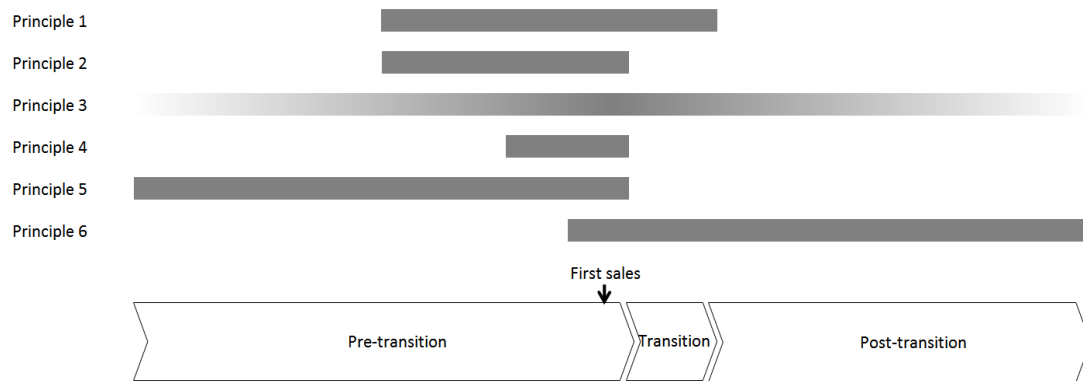 Principle 1
Principle 2
Principle 3
Principle 4
Principle 5
Principle 6
First sales
Pre-transition
Transition
Post-transition